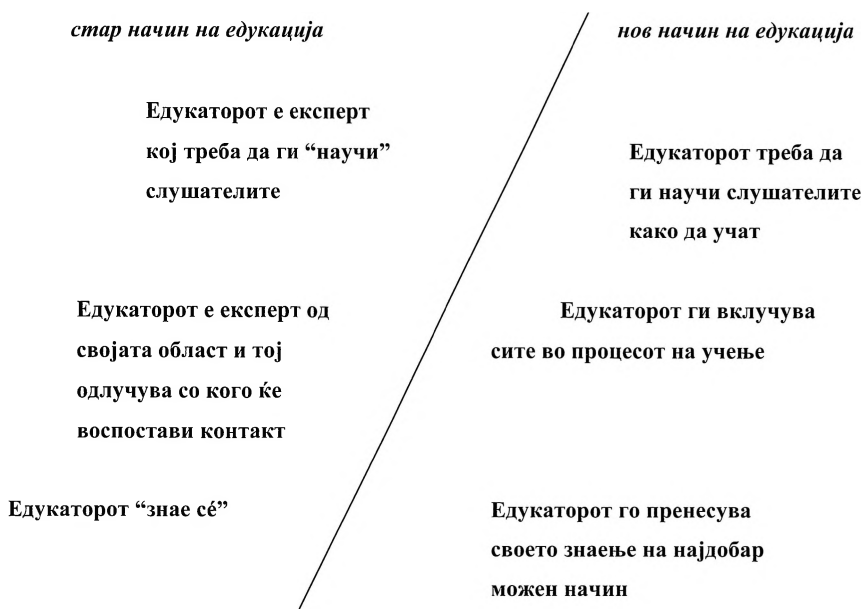 стар начин на едукација
Едукаторот е експерт
кој треба да ги “научи”
слушателите
Едукаторот е експерт од
својата област и тој
одлучува со кого ќе
воспостави контакт
Едукаторот “знае сé”
нов начин на едукација
Едукаторот треба да
ги научи слушателите
како да учат
Едукаторот ги вклучува
сите во процесот на учење
Едукаторот го пренесува
своето знаење на најдобар
можен начин